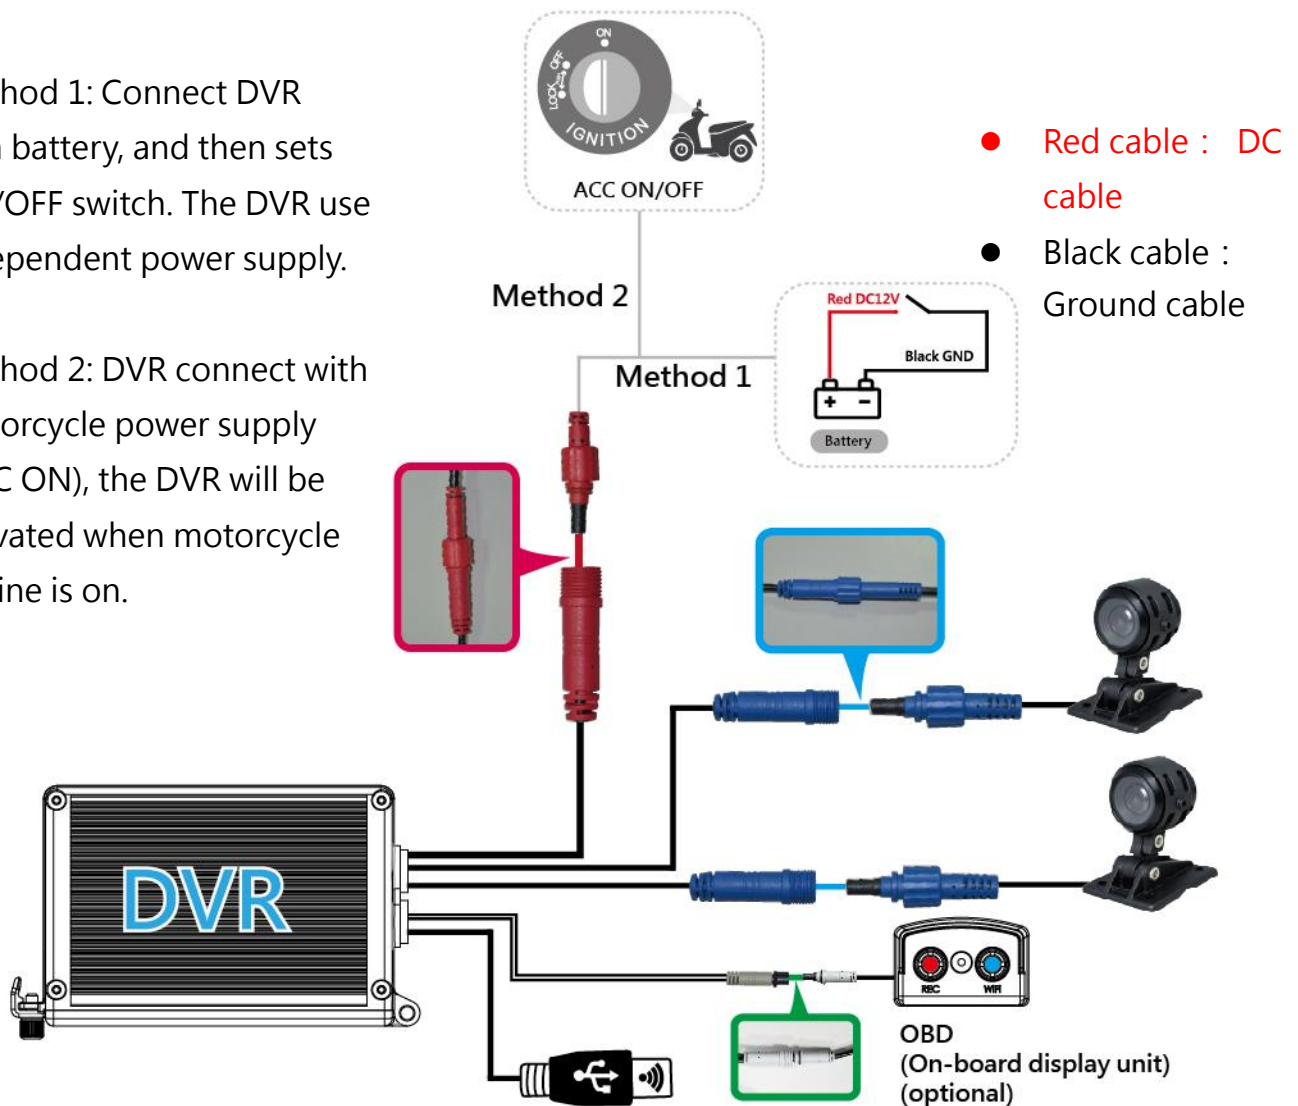 hod 1: Connect DVR
battery, and then sets
/OFF switch. The DVR use
ependent power supply.
hod 2: DVR connect with
orcycle power supply
C ON), the DVR will be
vated when motorcycle
ine is on.
ON
OFF
LOCK
IGNITION
ACC ON/OFF
Method 2
Method 1
Red DC12V
Black GND
+ −
Battery
● Red cable : DC
cable
● Black cable :
Ground cable
DVR
REC
WIFI
OBD
(On-board display unit)
(optional)